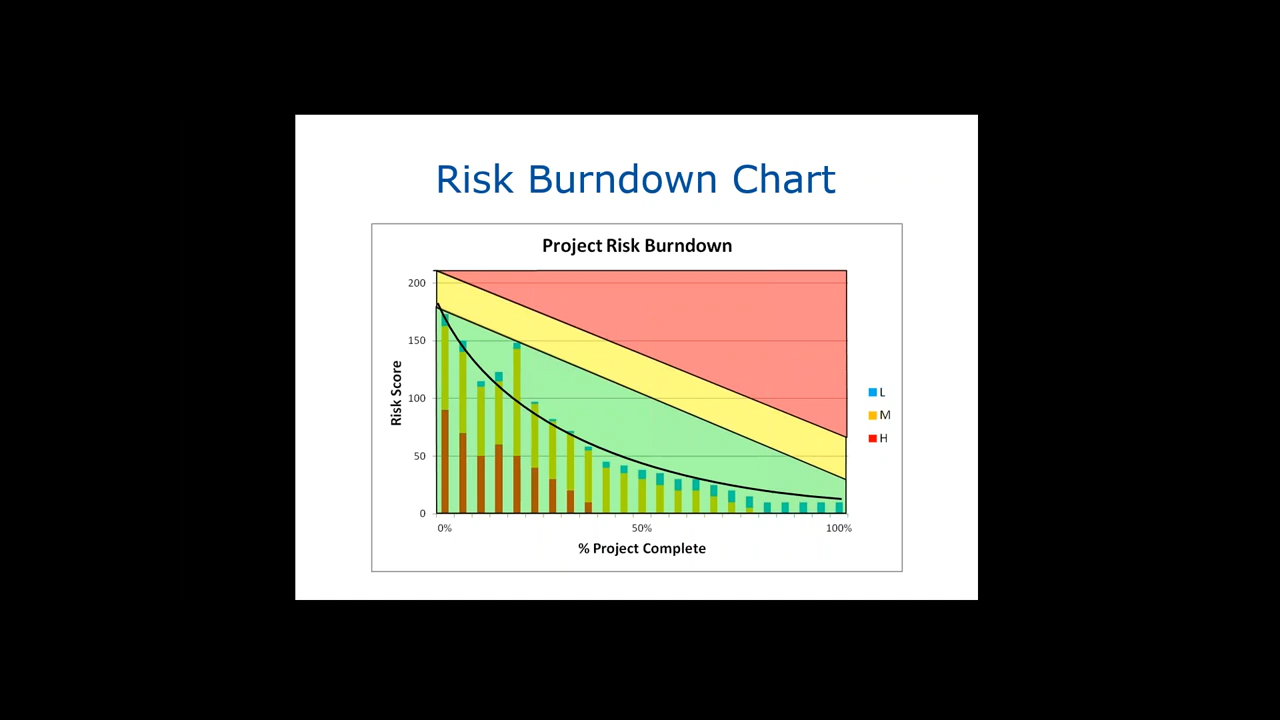 Risk Burndown Chart
Project Risk Burndown
200
150
100
50
0
Risk Score
0% 50% 100%
% Project Complete
L
M
H